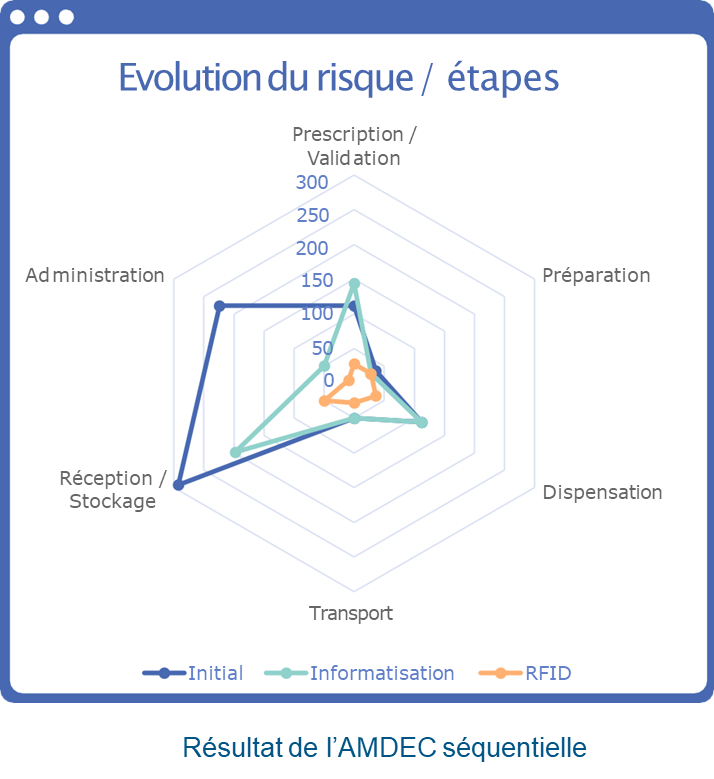 Evolution du risque / étapes
Prescription /
Validation
300
250
200
150
100
50
0
Administration
Préparation
Réception /
Stockage
Dispensation
Transport
Initial
Informatisation
RFID
Résultat de l’AMDEC séquentielle